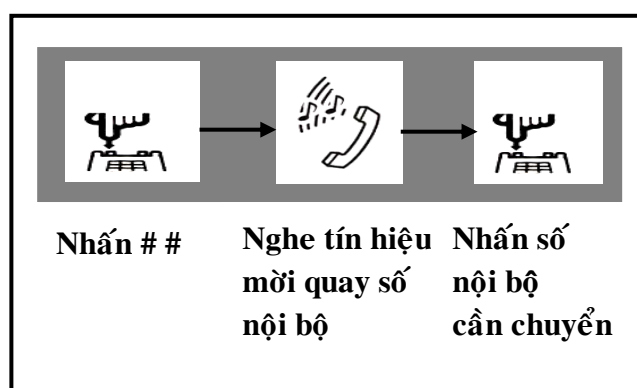 Nhấn # #
Nghe tín hiệu
mời quay số
nội bộ
Nhấn số
nội bộ
cần chuyển